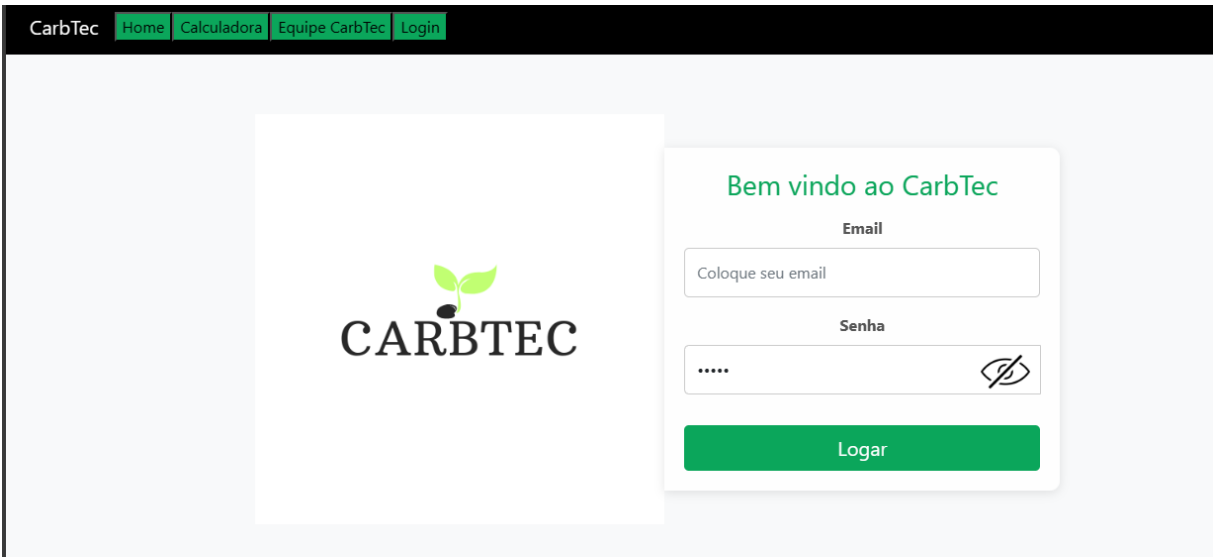 CarbTec Home Calculadora Equipe CarbTec Login
CARBTEC
Bem vindo ao CarbTec
Email
Coloque seu email
Senha
•••••
Logar